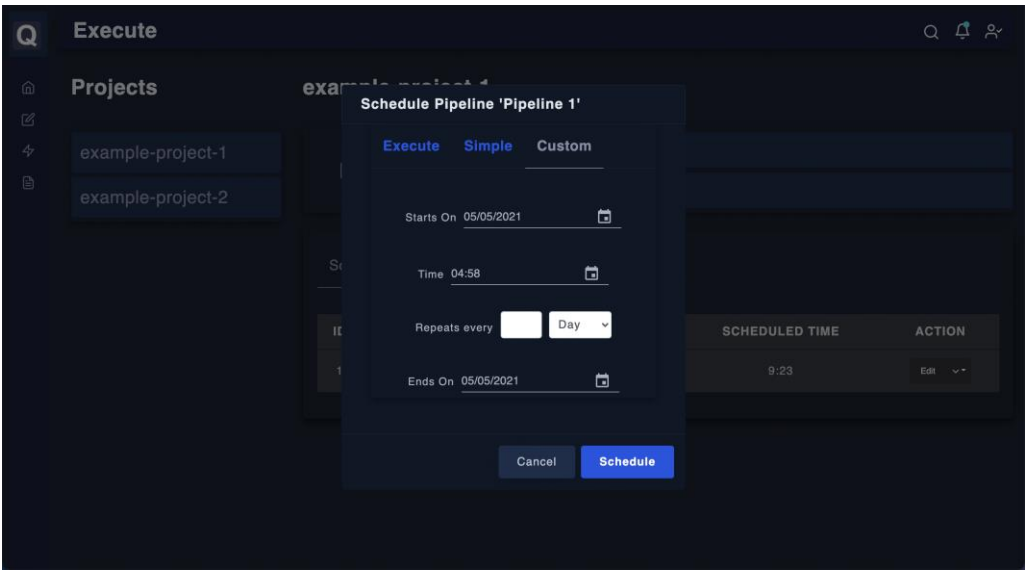 Q
Execute
Projects
example-project-1
example-project-2
Schedule Pipeline 'Pipeline 1'
Execute Simple Custom
Starts On 05/05/2021
Time 04:58
Repeats every Day
Ends On 05/05/2021
Cancel Schedule
SCHEDULED TIME ACTION
9:23 Edit